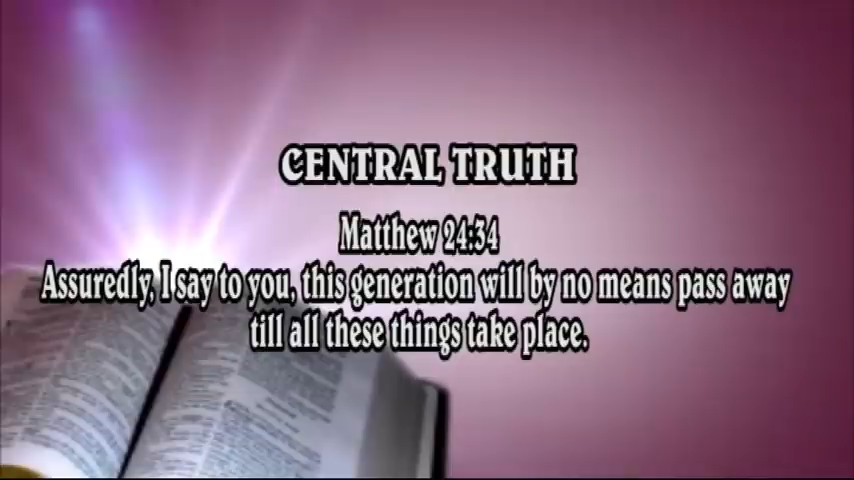 CENTRAL TRUTH
Matthew 24:34
Assuredly, I say to you, this generation will by no means pass away
till all these things take place.